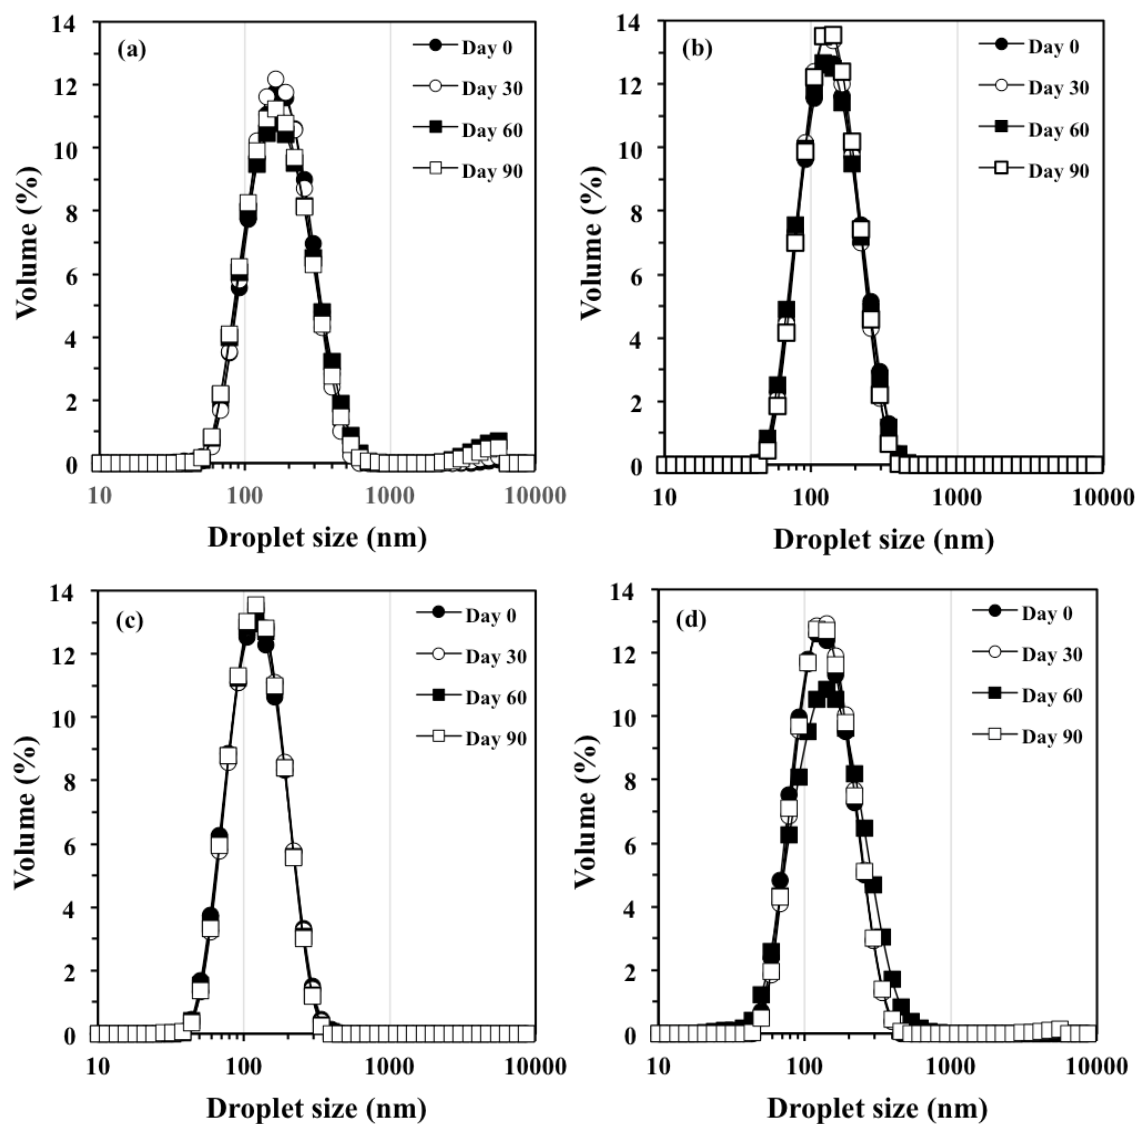 (a)
Day 0
Day 30
Day 60
Day 90
14
12
10
8
6
4
2
0
Volume (%)
10 100 1000 10000
Droplet size (nm)
(b)
Day 0
Day 30
Day 60
Day 90
14
12
10
8
6
4
2
0
Volume (%)
10 100 1000 10000
Droplet size (nm)
(c)
Day 0
Day 30
Day 60
Day 90
14
12
10
8
6
4
2
0
Volume (%)
10 100 1000 10000
Droplet size (nm)
(d)
Day 0
Day 30
Day 60
Day 90
14
12
10
8
6
4
2
0
Volume (%)
10 100 1000 10000
Droplet size (nm)